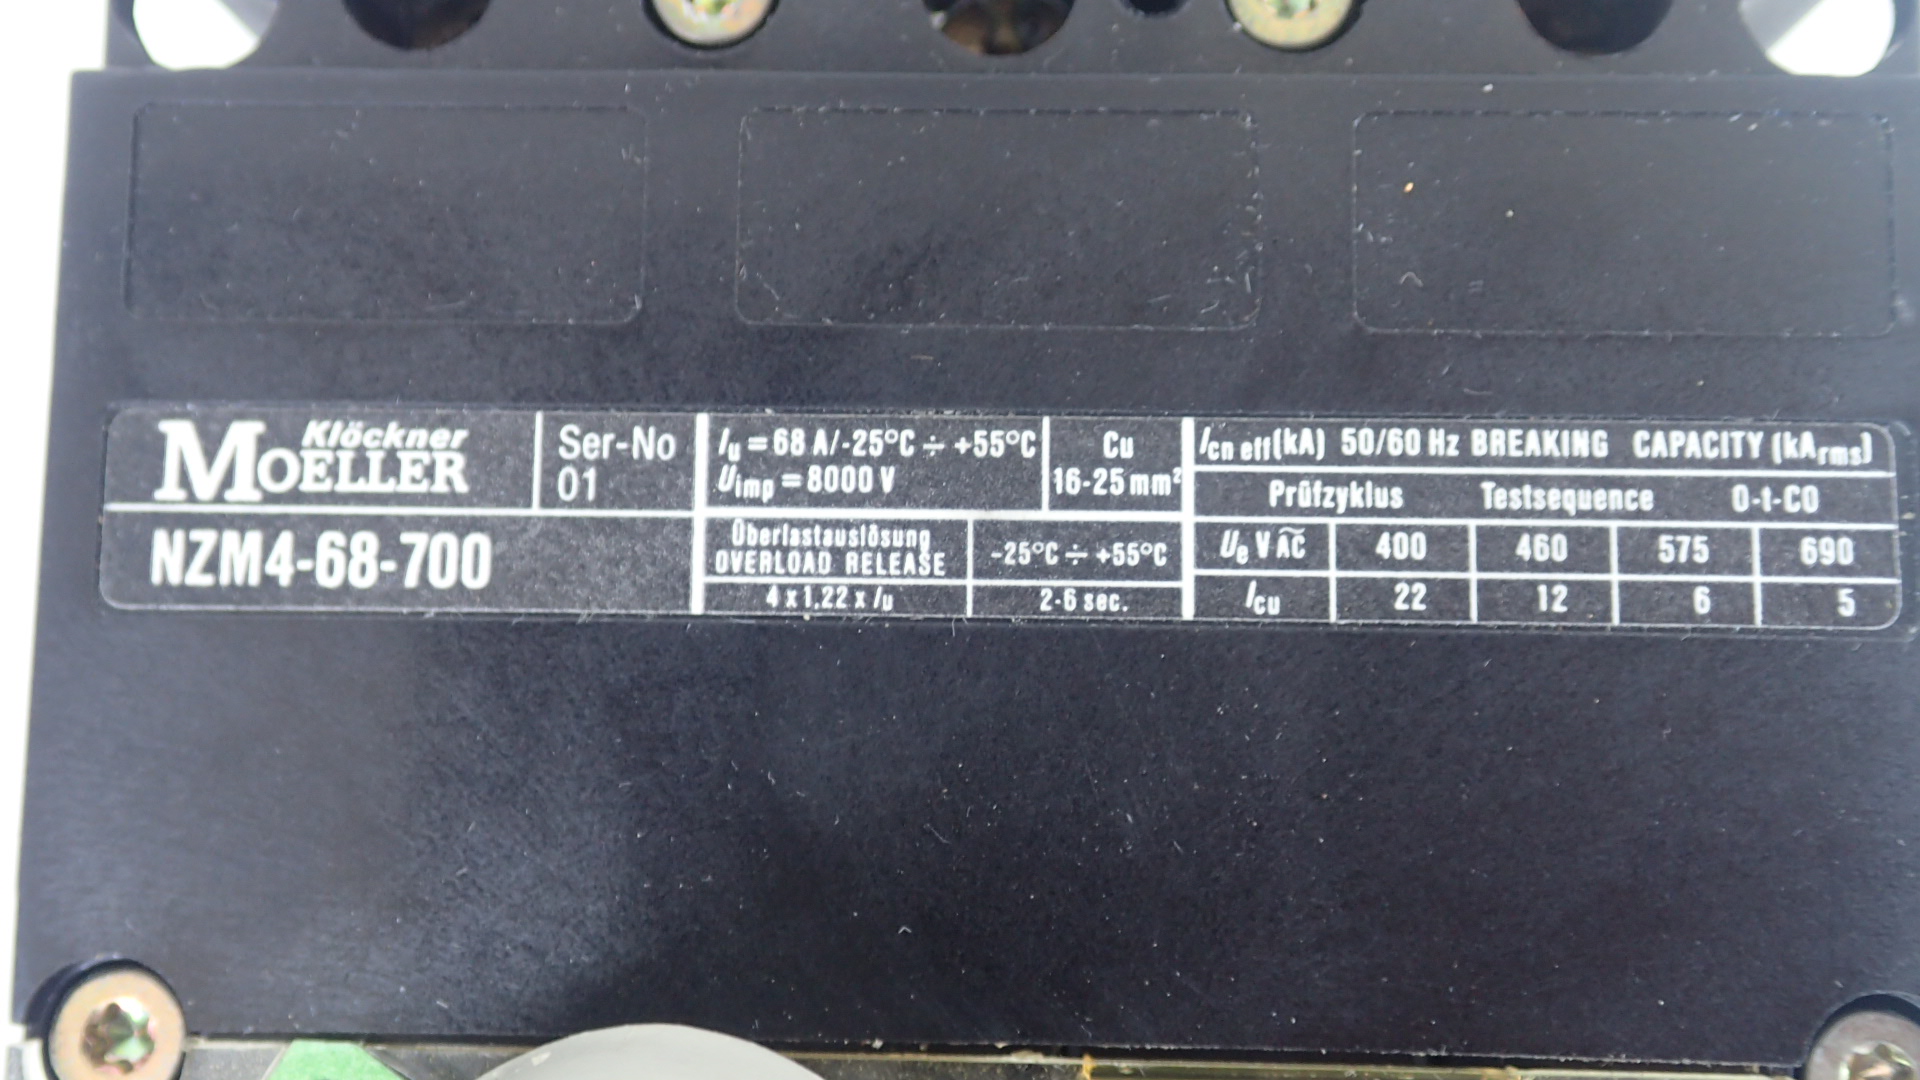 Klöckner
MOELLER
Ser-No
01
NZM4-68-700
Iu = 68 A/-25°C ÷ +55°C
Uimp = 8000 V
Cu
16-25 mm²
Überlastauslösung
OVERLOAD RELEASE
-25°C ÷ +55°C
4 x 1.22 x Iu
2-6 sec.
Icn eff(kA) 50/60 Hz BREAKING CAPACITY (kArms)
Prüfzyklus Testsequence O-t-CO
Ue V AC 400 460 575 690
Icu 22 12 6 5